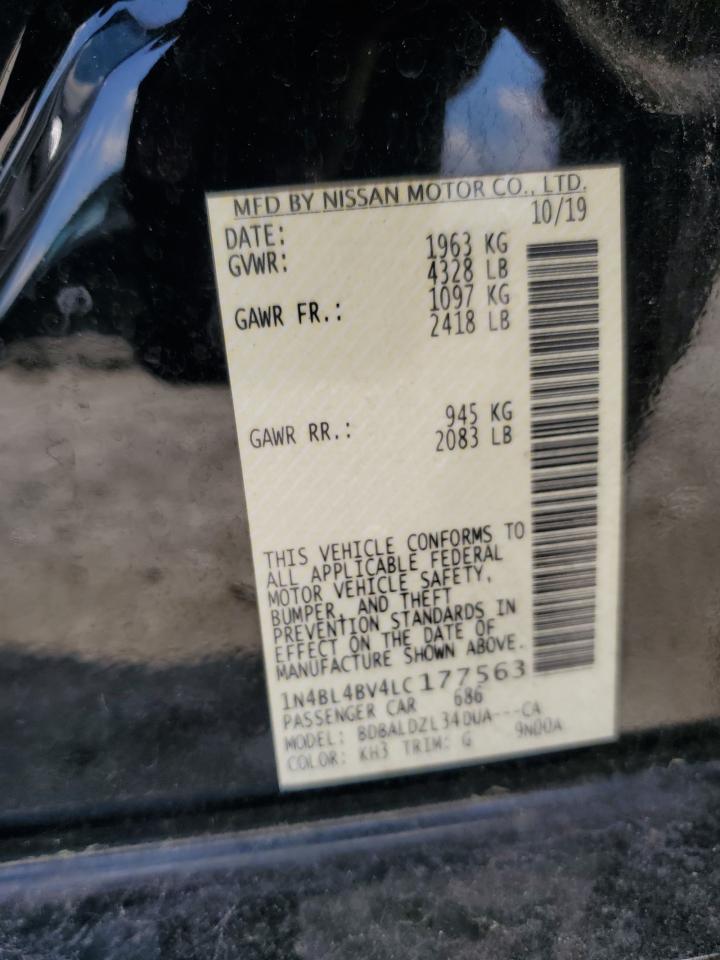 MFD BY NISSAN MOTOR CO., LTD.
DATE: 10/19
GVWR: 1963 KG
4328 LB
GAWR FR.: 1097 KG
2418 LB
GAWR RR.: 945 KG
2083 LB
THIS VEHICLE CONFORMS TO
ALL APPLICABLE FEDERAL
MOTOR VEHICLE SAFETY,
BUMPER, AND THEFT
PREVENTION STANDARDS IN
EFFECT ON THE DATE OF
MANUFACTURE SHOWN ABOVE.
1N4BL4BV4LC177563
PASSENGER CAR 686
MODEL: BDBALDZL34DUA---CA
COLOR: KH3 TRIM: G 9N00A